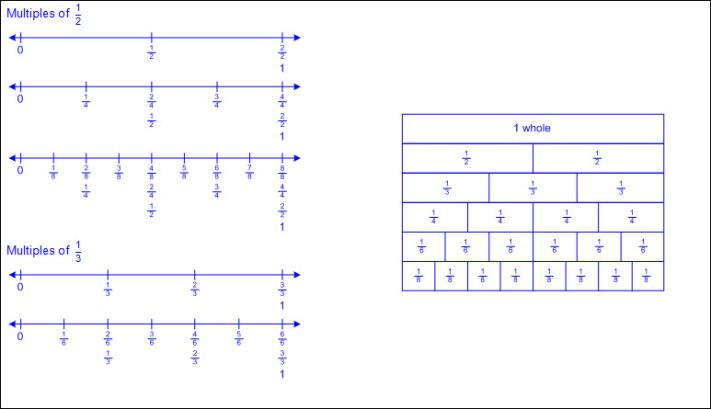 Multiples of 1/2
0 1/2 2/2
1
0 1/4 2/4 3/4 4/4
1/2 2/2
1
0 1/8 2/8 3/8 4/8 5/8 6/8 7/8 8/8
1/4 2/4 3/4 4/4
1/2 2/2
1
Multiples of 1/3
0 1/3 2/3 3/3
1
0 1/6 2/6 3/6 4/6 5/6 6/6
1/3 2/3 3/3
1
1 whole
1/2 1/2
1/3 1/3 1/3
1/4 1/4 1/4 1/4
1/6 1/6 1/6 1/6 1/6 1/6
1/8 1/8 1/8 1/8 1/8 1/8 1/8 1/8